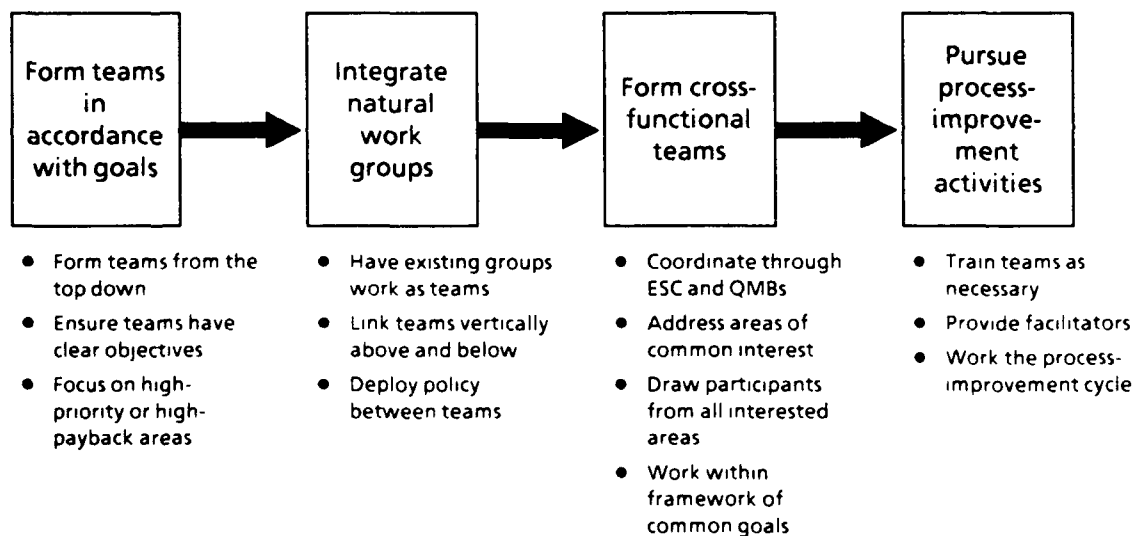 Form teams
in
accordance
with goals
Integrate
natural
work
groups
Form cross-
functional
teams
Pursue
process-
improve-
ment
activities
● Form teams from the
top down
● Ensure teams have
clear objectives
● Focus on high-
priority or high-
payback areas
● Have existing groups
work as teams
● Link teams vertically
above and below
● Deploy policy
between teams
● Coordinate through
ESC and QMBs
● Address areas of
common interest
● Draw participants
from all interested
areas
● Work within
framework of
common goals
● Train teams as
necessary
● Provide facilitators
● Work the process-
improvement cycle